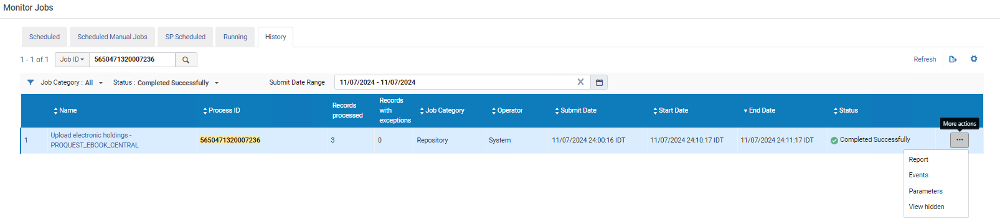 Monitor Jobs
Scheduled
Scheduled Manual Jobs
SP Scheduled
Running
History
1 - 1 of 1
Job ID
5650471320007236
Refresh
Job Category : All
Status : Completed Successfully
Submit Date Range
11/07/2024 - 11/07/2024
Name
Process ID
Records
processed
Records
with
exceptions
Job Category
Operator
Submit Date
Start Date
End Date
Status
More actions
1
Upload electronic holdings -
PROQUEST_EBOOK_CENTRAL
5650471320007236
3
0
Repository
System
11/07/2024 24:00:16 IDT
11/07/2024 24:10:17 IDT
11/07/2024 24:11:17 IDT
Completed Successfully
Report
Events
Parameters
View hidden